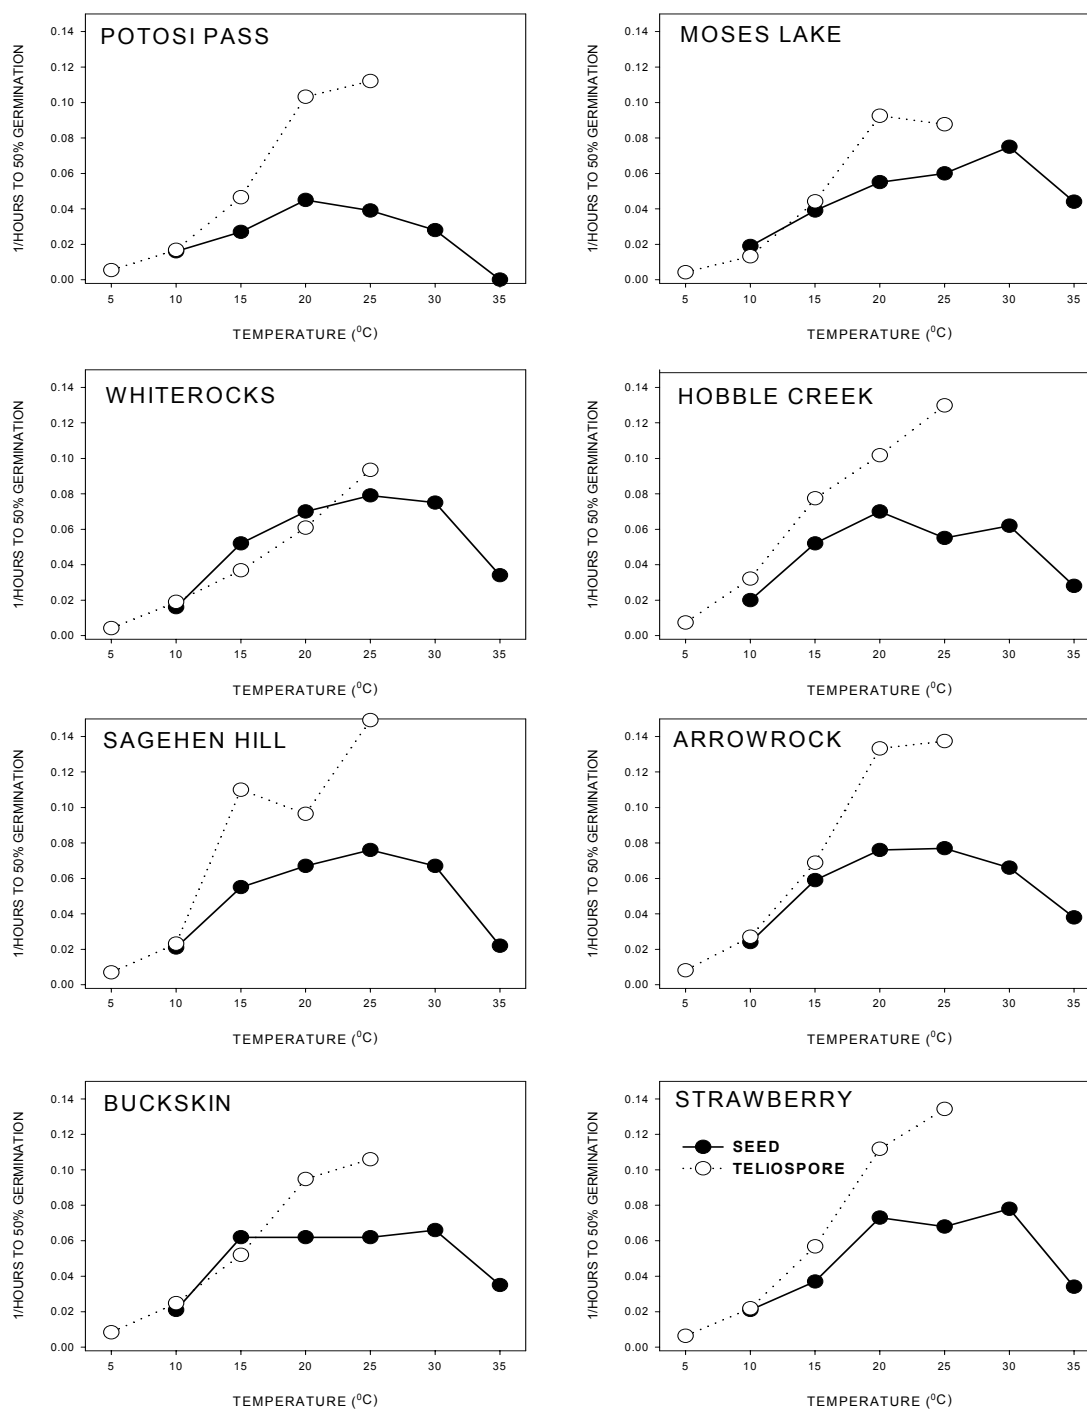 POTOSI PASS
1/HOURS TO 50% GERMINATION
0.14
0.12
0.10
0.08
0.06
0.04
0.02
0.00
5 10 15 20 25 30 35
TEMPERATURE (⁰C)
MOSES LAKE
1/HOURS TO 50% GERMINATION
0.14
0.12
0.10
0.08
0.06
0.04
0.02
0.00
5 10 15 20 25 30 35
TEMPERATURE (⁰C)
WHITEROCKS
1/HOURS TO 50% GERMINATION
0.14
0.12
0.10
0.08
0.06
0.04
0.02
0.00
5 10 15 20 25 30 35
TEMPERATURE (⁰C)
HOBBLE CREEK
1/HOURS TO 50% GERMINATION
0.14
0.12
0.10
0.08
0.06
0.04
0.02
0.00
5 10 15 20 25 30 35
TEMPERATURE (⁰C)
SAGEHEN HILL
1/HOURS TO 50% GERMINATION
0.14
0.12
0.10
0.08
0.06
0.04
0.02
0.00
5 10 15 20 25 30 35
TEMPERATURE (⁰C)
ARROWROCK
1/HOURS TO 50% GERMINATION
0.14
0.12
0.10
0.08
0.06
0.04
0.02
0.00
5 10 15 20 25 30 35
TEMPERATURE (⁰C)
BUCKSKIN
1/HOURS TO 50% GERMINATION
0.14
0.12
0.10
0.08
0.06
0.04
0.02
0.00
5 10 15 20 25 30 35
TEMPERATURE (⁰C)
STRAWBERRY
SEED
TELIOSPORE
1/HOURS TO 50% GERMINATION
0.14
0.12
0.10
0.08
0.06
0.04
0.02
0.00
5 10 15 20 25 30 35
TEMPERATURE (⁰C)